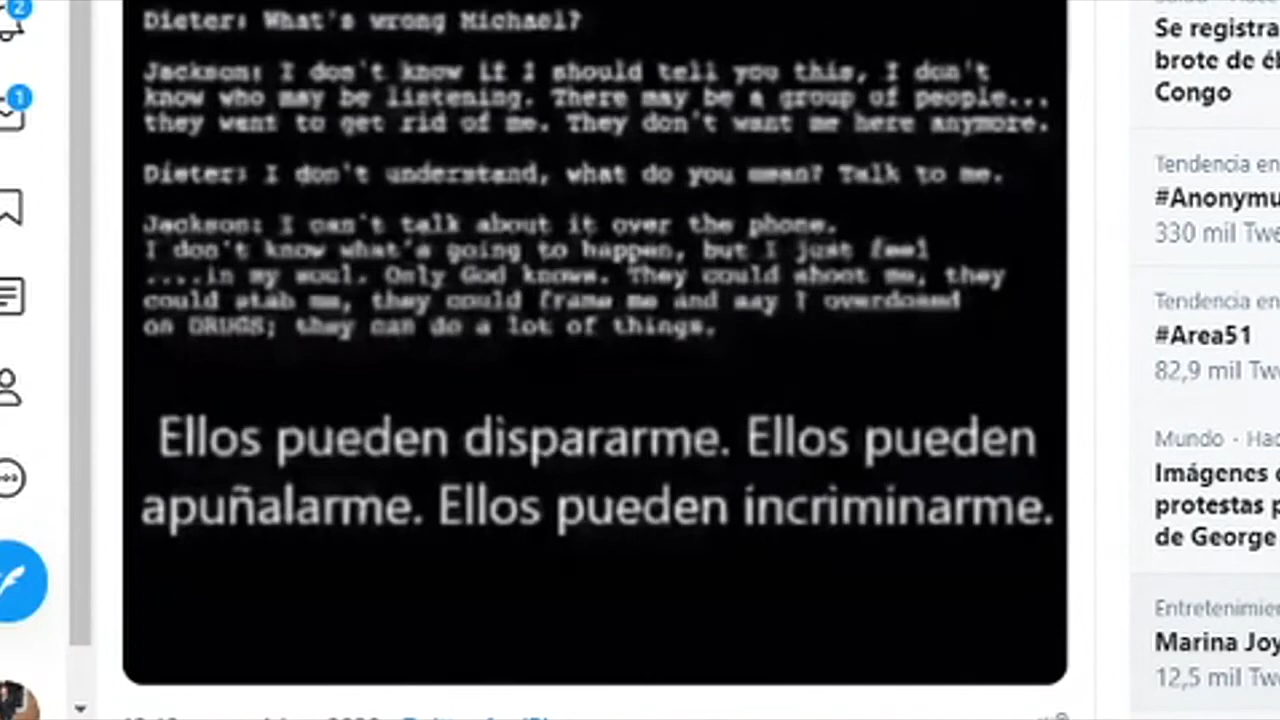 2
1
Dieter: What's wrong Michael?
Jackson: I don't know if I should tell you this, I don't
know who may be listening. There may be a group of people...
they want to get rid of me. They don't want me here anymore.
Dieter: I don't understand, what do you mean? Talk to me.
Jackson: I can't talk about it over the phone.
I don't know what's going to happen, but I just feel
....in my soul. Only God knows. They could shoot me, they
could stab me, they could frame me and say I overdosed
on DRUGS; they can do a lot of things.
Ellos pueden dispararme. Ellos pueden
apuñalarme. Ellos pueden incriminarme.
Se registra
brote de éb
Congo
Tendencia en
#Anonymu
330 mil Twe
Tendencia en
#Area51
82,9 mil Tw
Mundo · Hac
Imágenes d
protestas p
de George
Entretenimie
Marina Joy
12,5 mil Tw